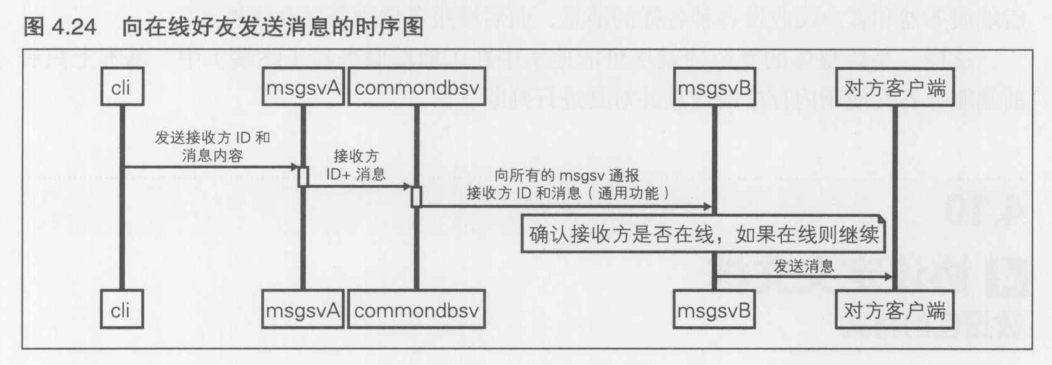 图 4.24 向在线好友发送消息的时序图
cli
msgsvA
commondbsv
msgsvB
对方客户端
发送接收方 ID 和
消息内容
接收方
ID+ 消息
向所有的 msgsv 通报
接收方 ID 和消息（通用功能）
确认接收方是否在线，如果在线则继续
发送消息
cli
msgsvA
commondbsv
msgsvB
对方客户端